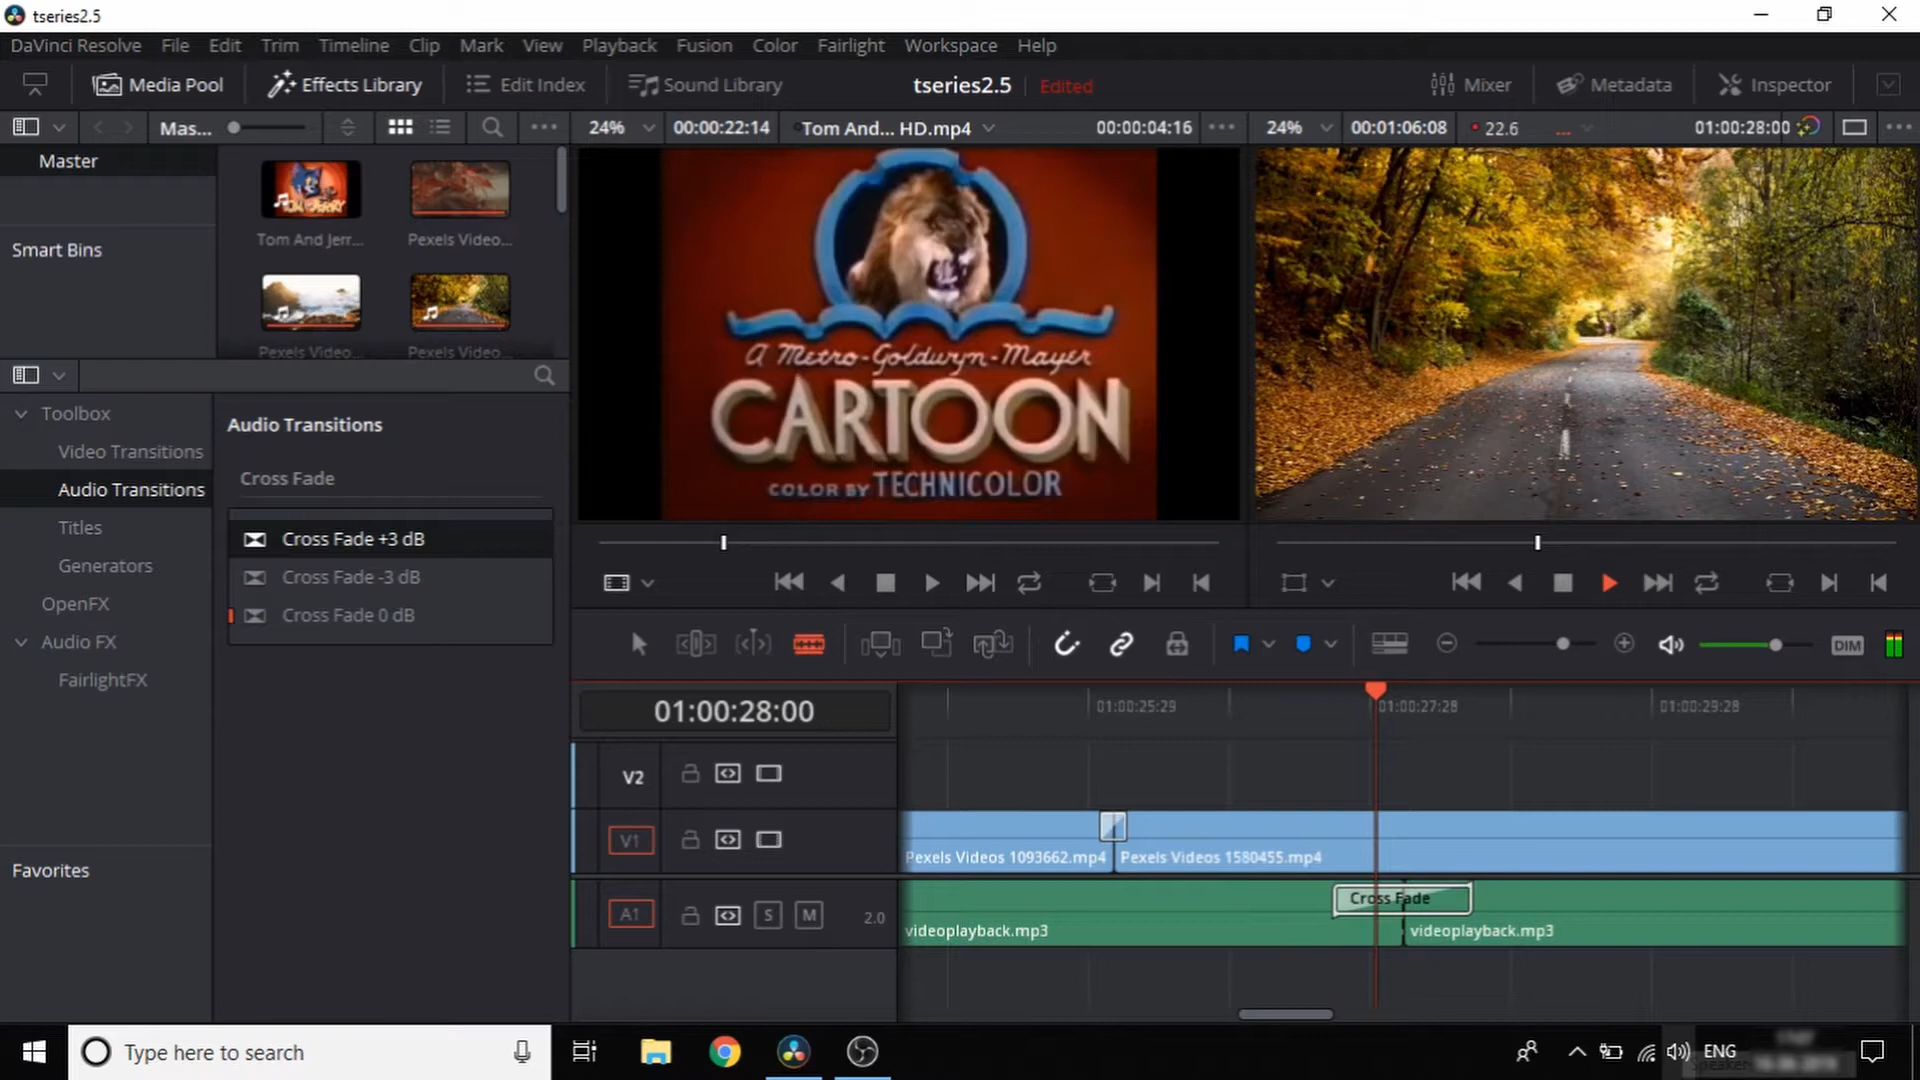 tseries2.5
DaVinci Resolve File Edit Trim Timeline Clip Mark View Playback Fusion Color Fairlight Workspace Help
Media Pool Effects Library Edit Index Sound Library tseries2.5 Edited Mixer Metadata Inspector
Mas... 24% 00:00:22:14 Tom And... HD.mp4 00:00:04:16 24% 00:01:06:08 22.6 ... 01:00:28:00
Master
Smart Bins
Tom And Jerr... Pexels Video...
Pexels Video... Pexels Video...
A Metro-Goldwyn-Mayer
CARTOON
COLOR BY TECHNICOLOR
Toolbox
Video Transitions
Audio Transitions
Titles
Generators
OpenFX
Audio FX
FairlightFX
Favorites
Audio Transitions
Cross Fade
Cross Fade +3 dB
Cross Fade -3 dB
Cross Fade 0 dB
DIM
01:00:28:00 01:00:25:29 01:00:27:28 01:00:29:28
V2
V1
Pexels Videos 1093662.mp4 Pexels Videos 1580455.mp4
A1 S M 2.0
Cross Fade
videoplayback.mp3 videoplayback.mp3
Type here to search ENG